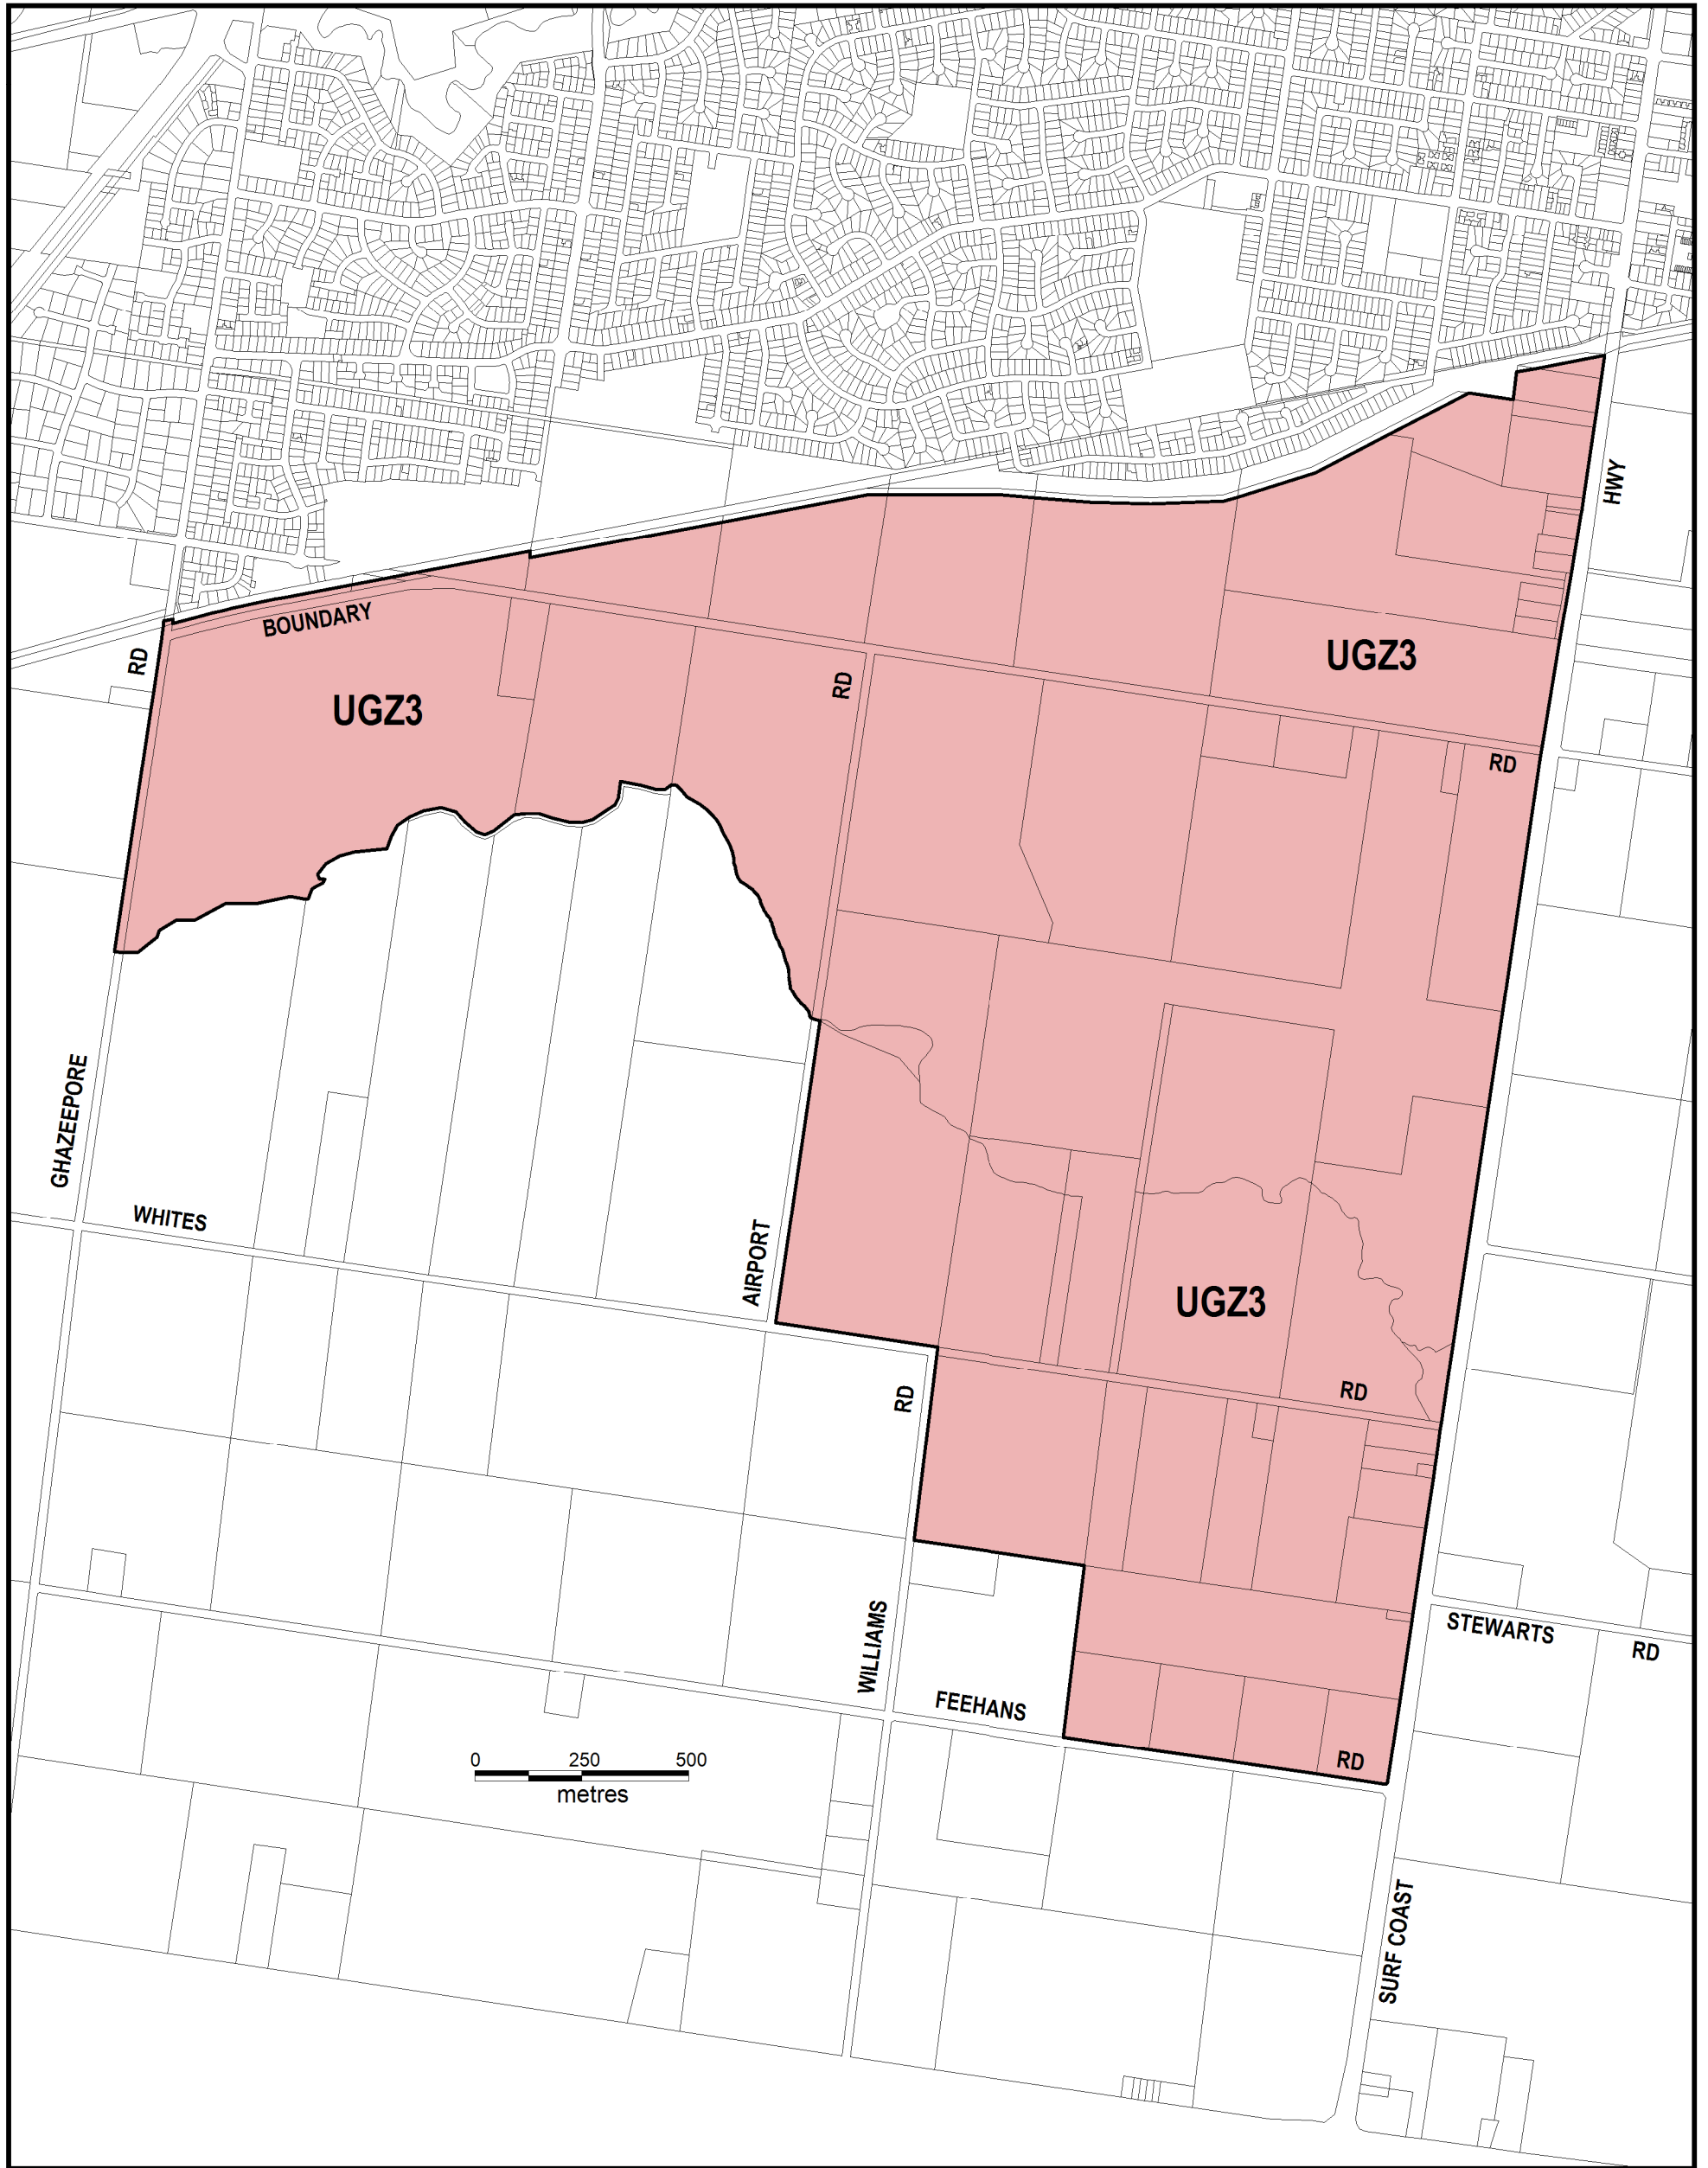 HWY
BOUNDARY
RD
UGZ3
RD
UGZ3
RD
GHAZEEPORE
WHITES
AIRPORT
UGZ3
RD
RD
WILLIAMS
STEWARTS
RD
FEEHANS
RD
0 250 500
metres
SURF COAST